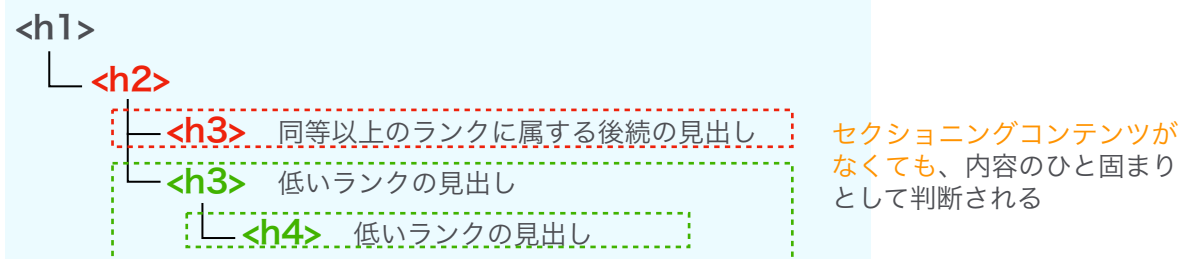 <h1>
<h2>
<h3> 同等以上のランクに属する後続の見出し
<h3> 低いランクの見出し
<h4> 低いランクの見出し
セクショニングコンテンツが
なくても、内容のひと固まり
として判断される